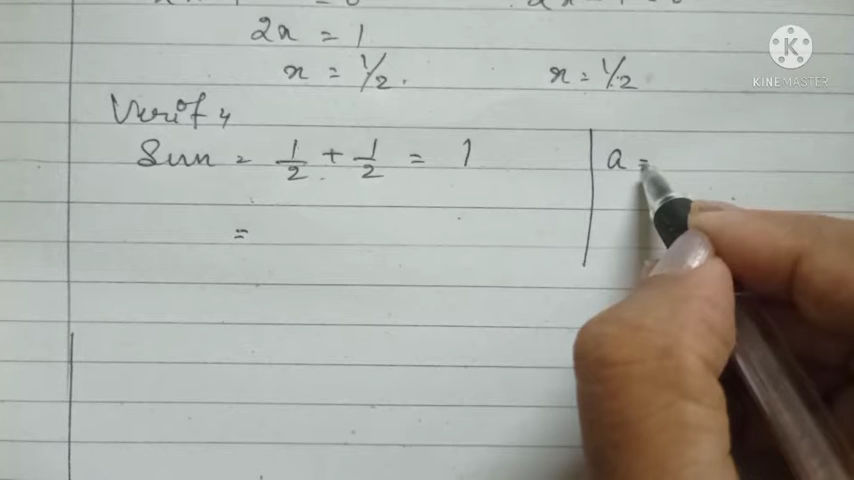 2x = 1
x = 1/2.
x = 1/2
Verify
Sum = 1/2 + 1/2 = 1
a =
=
K
KINEMASTER